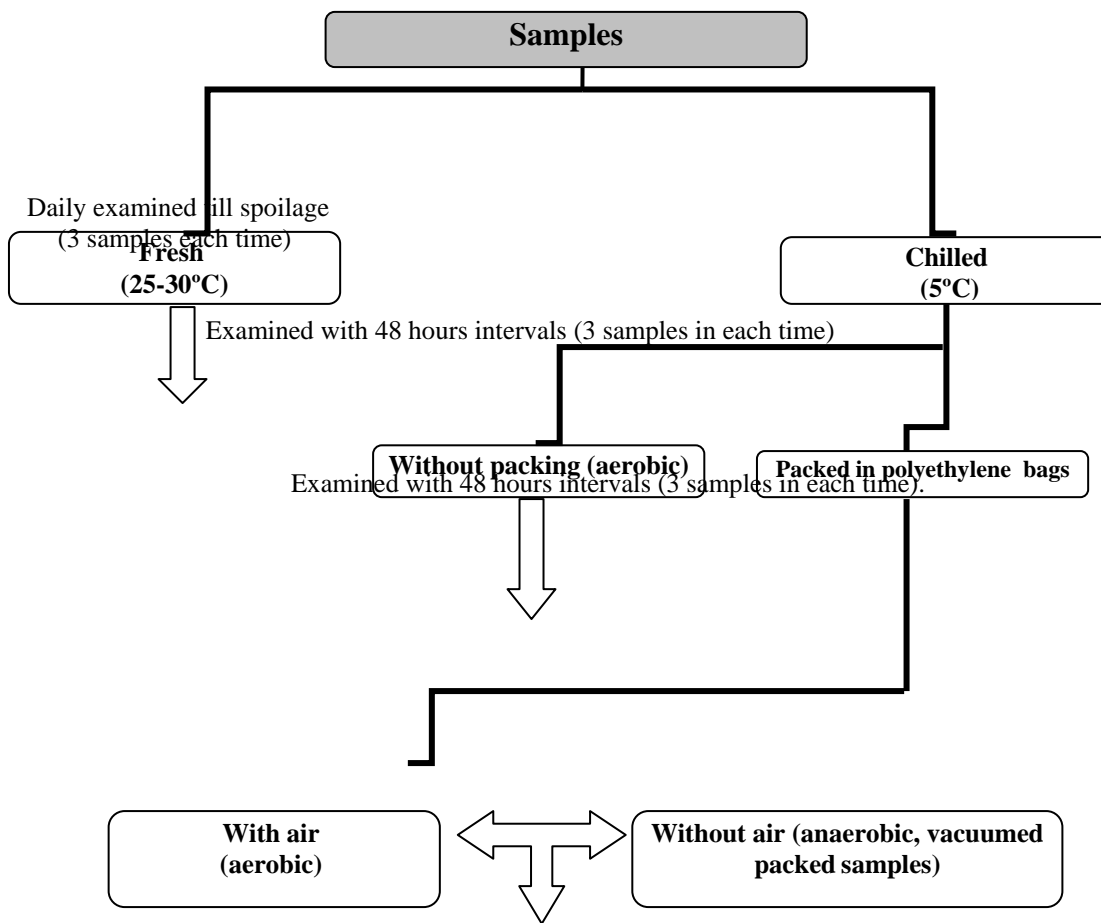 Samples
Daily examined till spoilage
(3 samples each time)
Fresh
(25-30ºC)
Chilled
(5ºC)
Examined with 48 hours intervals (3 samples in each time)
Without packing (aerobic)
Packed in polyethylene bags
Examined with 48 hours intervals (3 samples in each time).
With air
(aerobic)
Without air (anaerobic, vacuumed
packed samples)